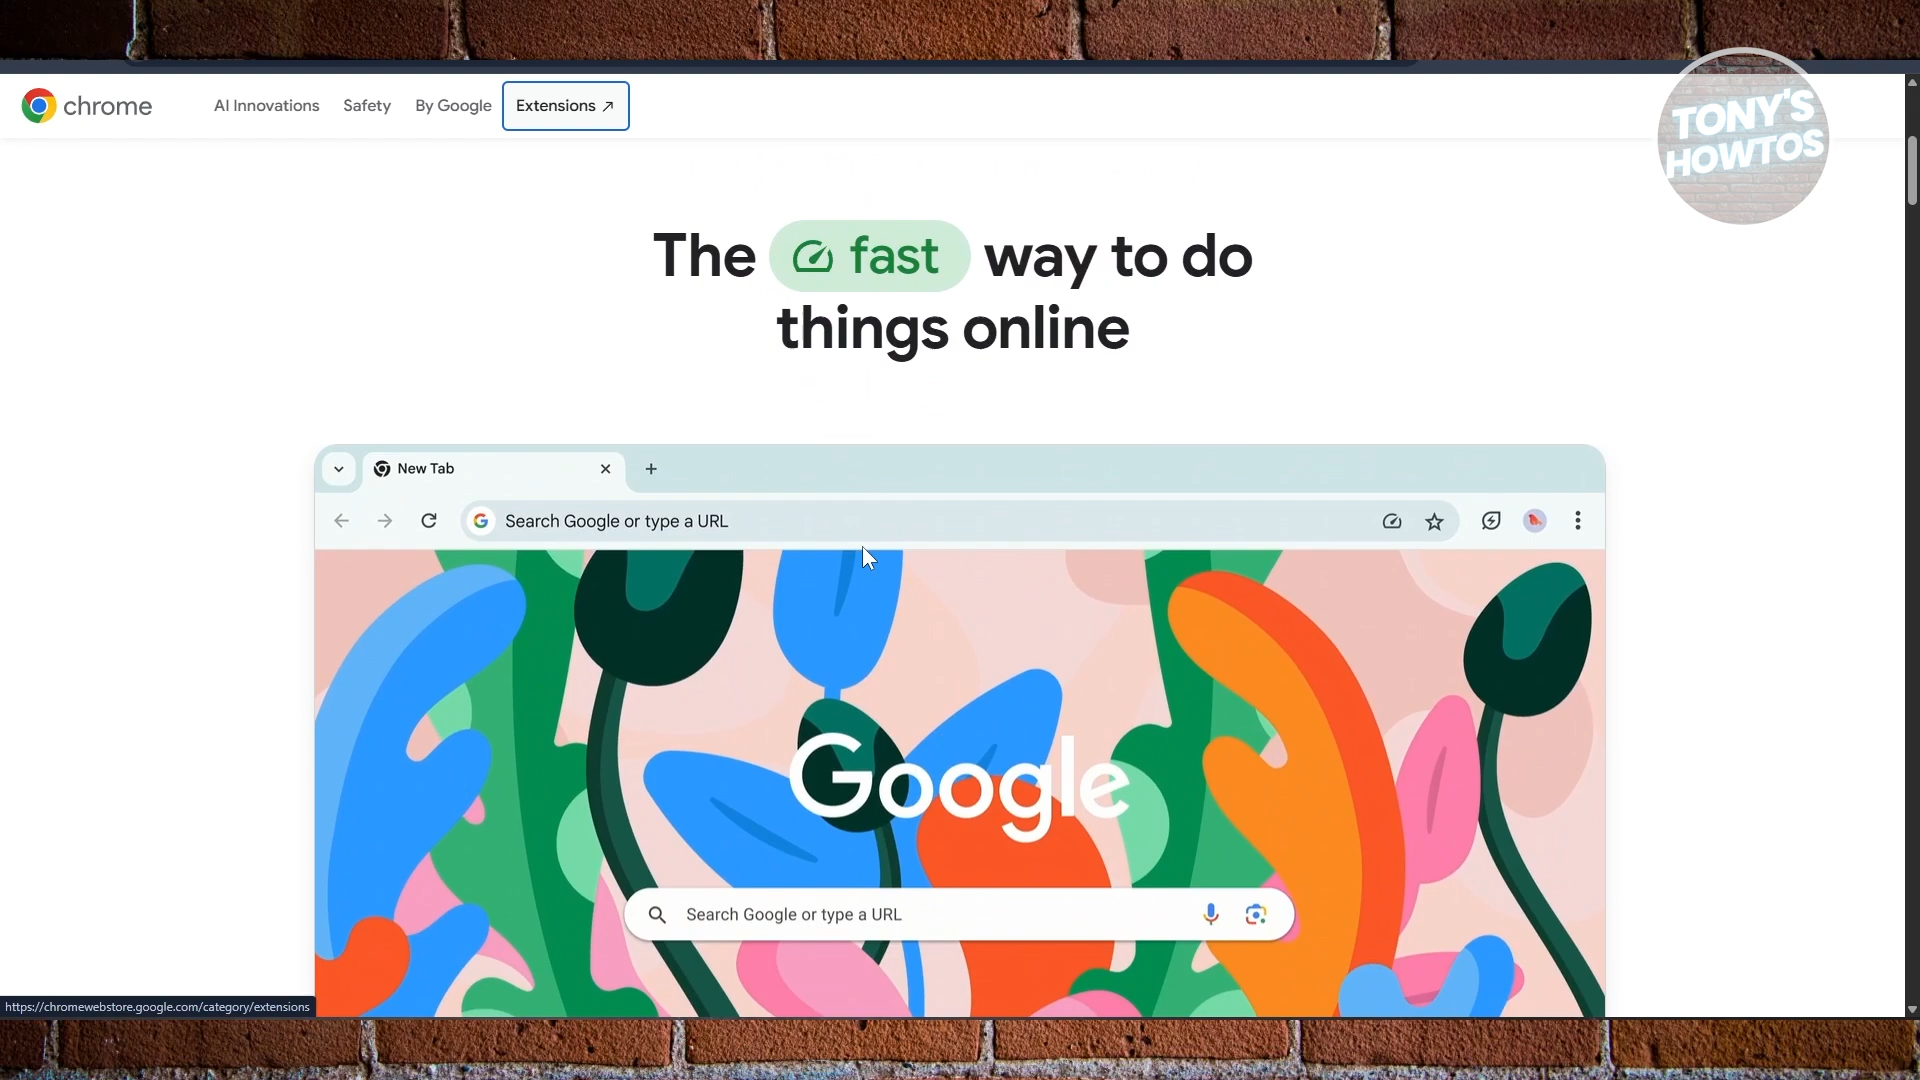 chrome
AI Innovations
Safety
By Google
Extensions
TONY'S
HOWTOS
The fast way to do
things online
New Tab
Search Google or type a URL
Google
Search Google or type a URL
https://chromewebstore.google.com/category/extensions